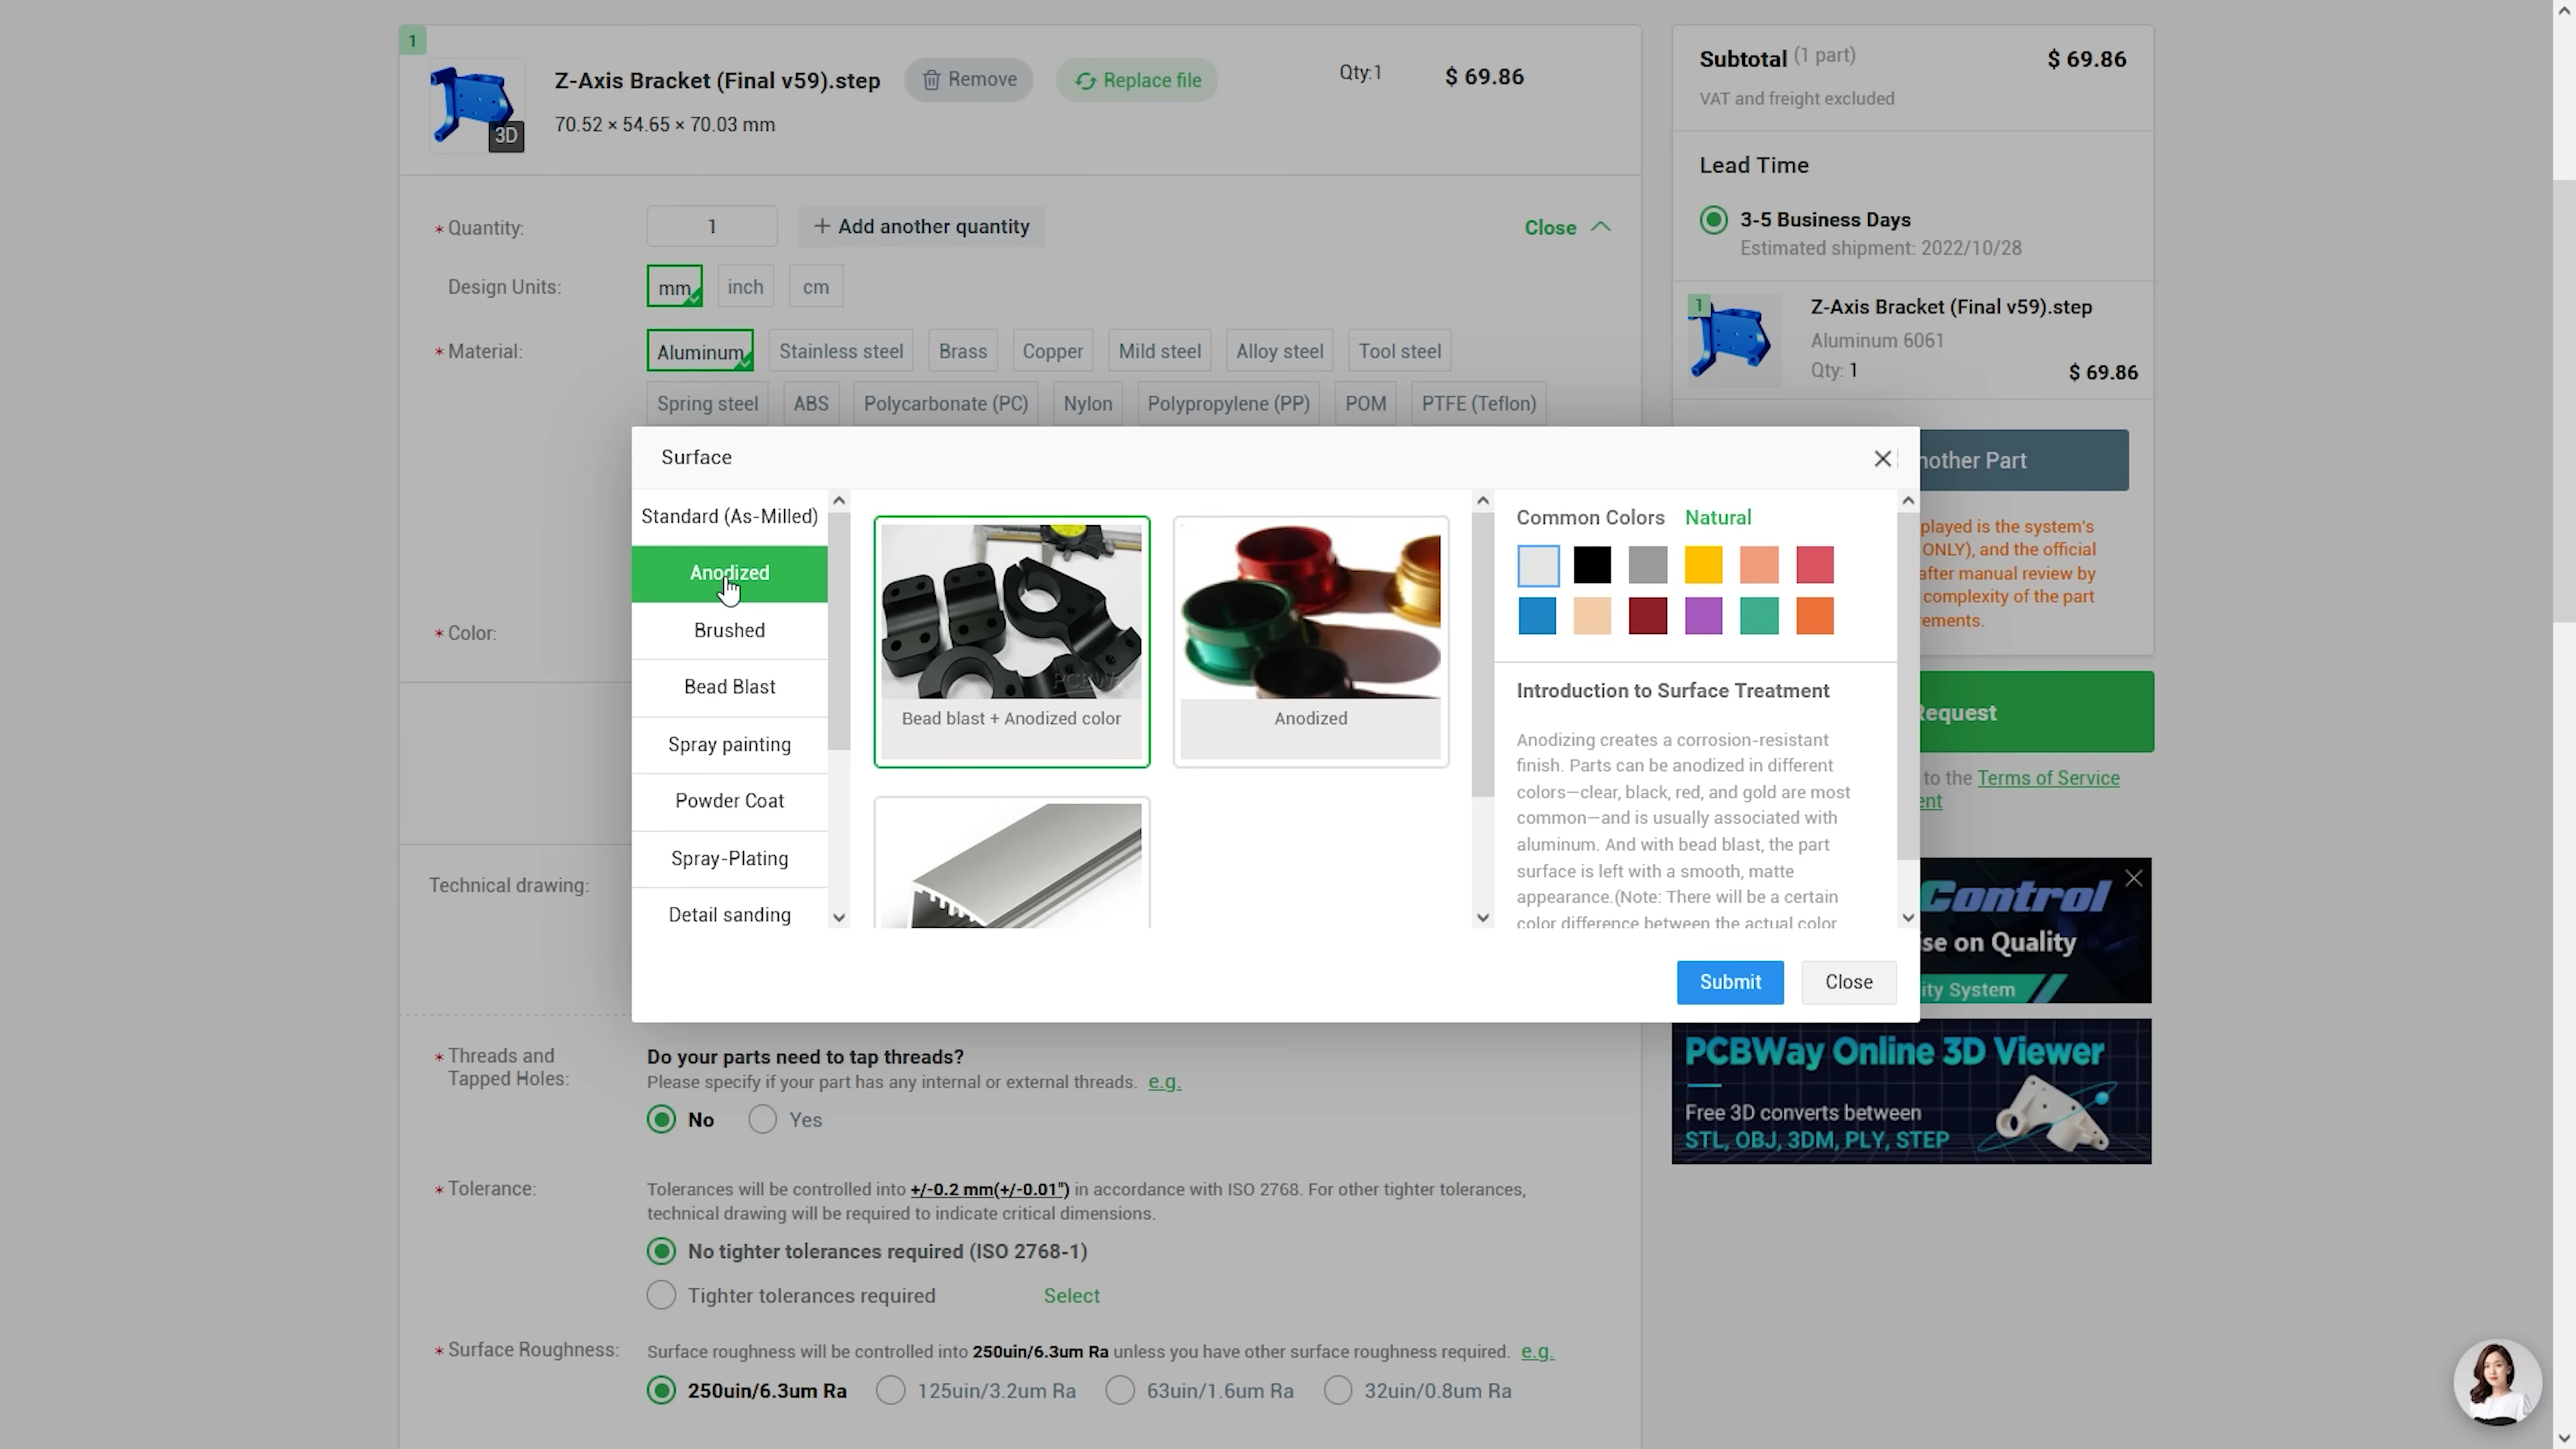 1
Z-Axis Bracket (Final v59).step
Remove
Replace file
Qty:1
$ 69.86
3D
70.52 × 54.65 × 70.03 mm
* Quantity:
1
+ Add another quantity
Close
Design Units:
mm
inch
cm
* Material:
Aluminum
Stainless steel
Brass
Copper
Mild steel
Alloy steel
Tool steel
Spring steel
ABS
Polycarbonate (PC)
Nylon
Polypropylene (PP)
POM
PTFE (Teflon)
* Color:
Technical drawing:
Surface
Standard (As-Milled)
Anodized
Brushed
Bead Blast
Spray painting
Powder Coat
Spray-Plating
Detail sanding
Bead blast + Anodized color
Anodized
Common Colors
Natural
Introduction to Surface Treatment
Anodizing creates a corrosion-resistant
finish. Parts can be anodized in different
colors—clear, black, red, and gold are most
common—and is usually associated with
aluminum. And with bead blast, the part
surface is left with a smooth, matte
appearance.(Note: There will be a certain
color difference between the actual color
Submit
Close
* Threads and
Tapped Holes:
Do your parts need to tap threads?
Please specify if your part has any internal or external threads. e.g.
No
Yes
* Tolerance:
Tolerances will be controlled into +/-0.2 mm(+/-0.01") in accordance with ISO 2768. For other tighter tolerances,
technical drawing will be required to indicate critical dimensions.
No tighter tolerances required (ISO 2768-1)
Tighter tolerances required
Select
* Surface Roughness:
Surface roughness will be controlled into 250uin/6.3um Ra unless you have other surface roughness required. e.g.
250uin/6.3um Ra
125uin/3.2um Ra
63uin/1.6um Ra
32uin/0.8um Ra
Subtotal (1 part)
$ 69.86
VAT and freight excluded
Lead Time
3-5 Business Days
Estimated shipment: 2022/10/28
1
Z-Axis Bracket (Final v59).step
Aluminum 6061
Qty: 1
$ 69.86
nother Part
played is the system's
ONLY), and the official
after manual review by
complexity of the part
ements.
Request
to the Terms of Service
ent
Control
se on Quality
ity System
PCBWay Online 3D Viewer
Free 3D converts between
STL, OBJ, 3DM, PLY, STEP